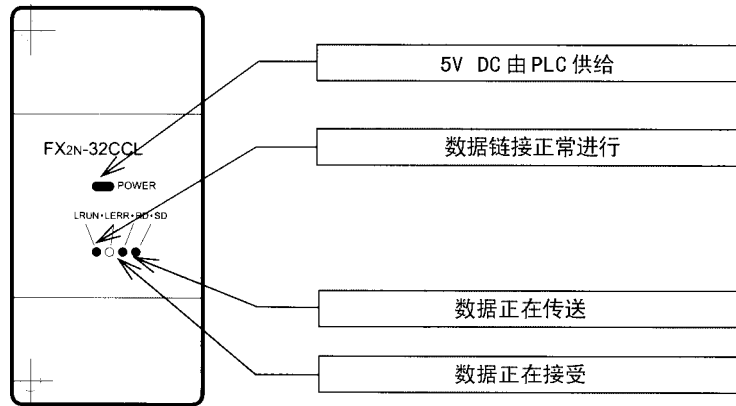 5V DC 由 PLC 供给
FX2N-32CCL
数据链接正常进行
POWER
LRUN·LERR·RD·SD
数据正在传送
数据正在接受